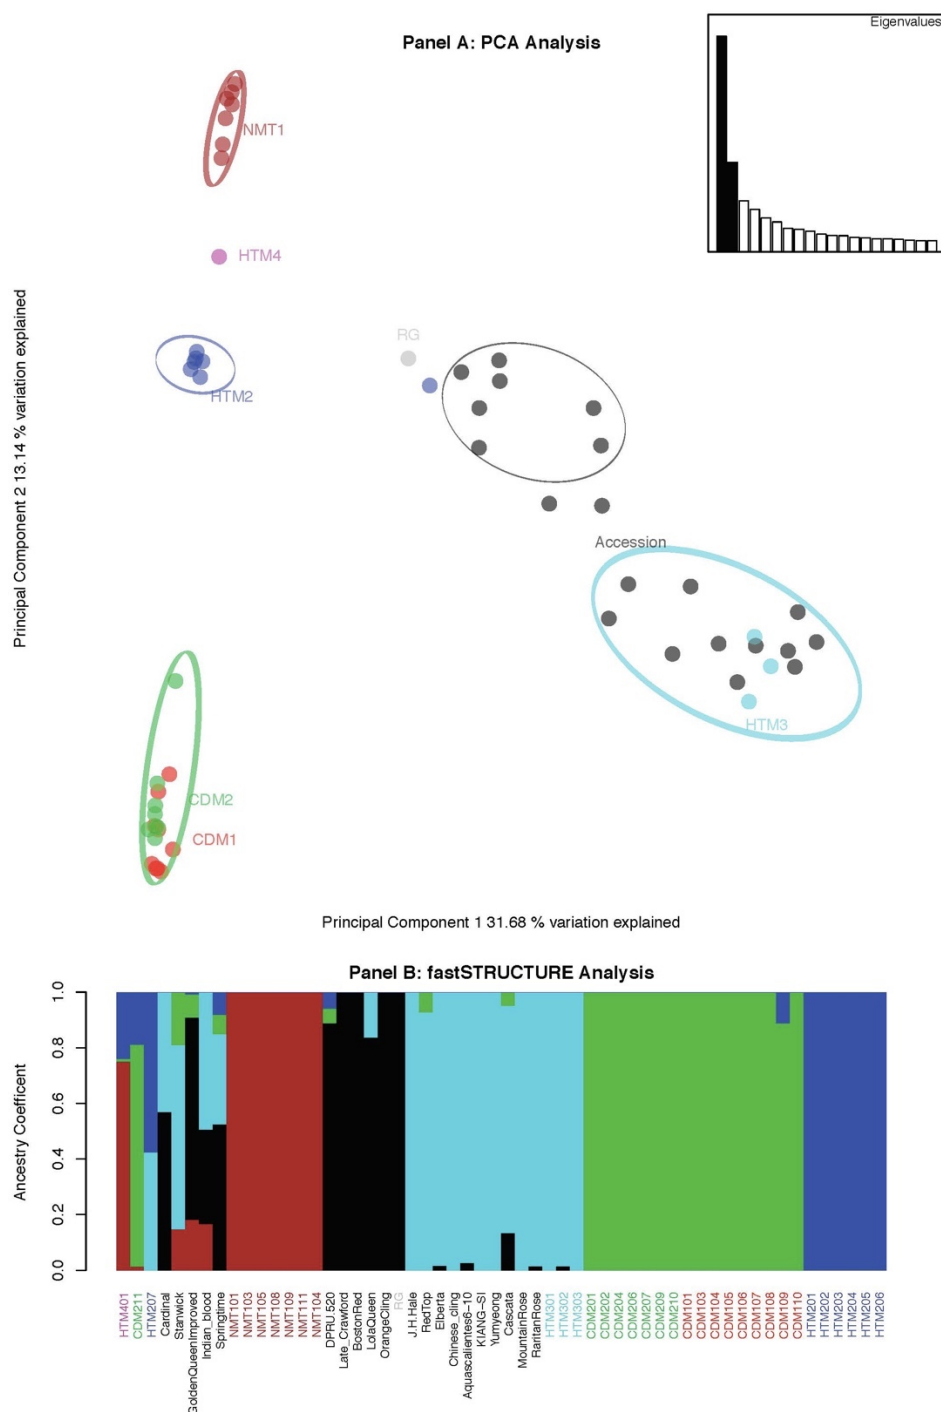 Panel A: PCA Analysis
Eigenvalues
NMT1
HTM4
RG
HTM2
Accession
HTM3
CDM2
CDM1
Principal Component 2 13.14 % variation explained
Principal Component 1 31.68 % variation explained
Panel B: fastSTRUCTURE Analysis
Ancestry Coefficent
1.0
0.8
0.6
0.4
0.2
0.0
HTM401
CDM211
HTM207
Cardinal
Stanwick
GoldenQueenImproved
Indian_blood
Springtime
NMT101
NMT103
NMT105
NMT108
NMT109
NMT111
NMT104
DPRU.520
Late_Crawford
BostonRed
LolaQueen
OrangeCling
RG
J.H.Hale
RedTop
Elberta
Chinese_cling
Aquascalientes6-10
KIANG-SI
Yumyeong
Cascata
MountainRose
RaritanRose
HTM301
HTM302
HTM303
CDM201
CDM202
CDM204
CDM206
CDM207
CDM209
CDM210
CDM101
CDM103
CDM104
CDM105
CDM106
CDM107
CDM108
CDM109
CDM110
HTM201
HTM202
HTM203
HTM204
HTM205
HTM206